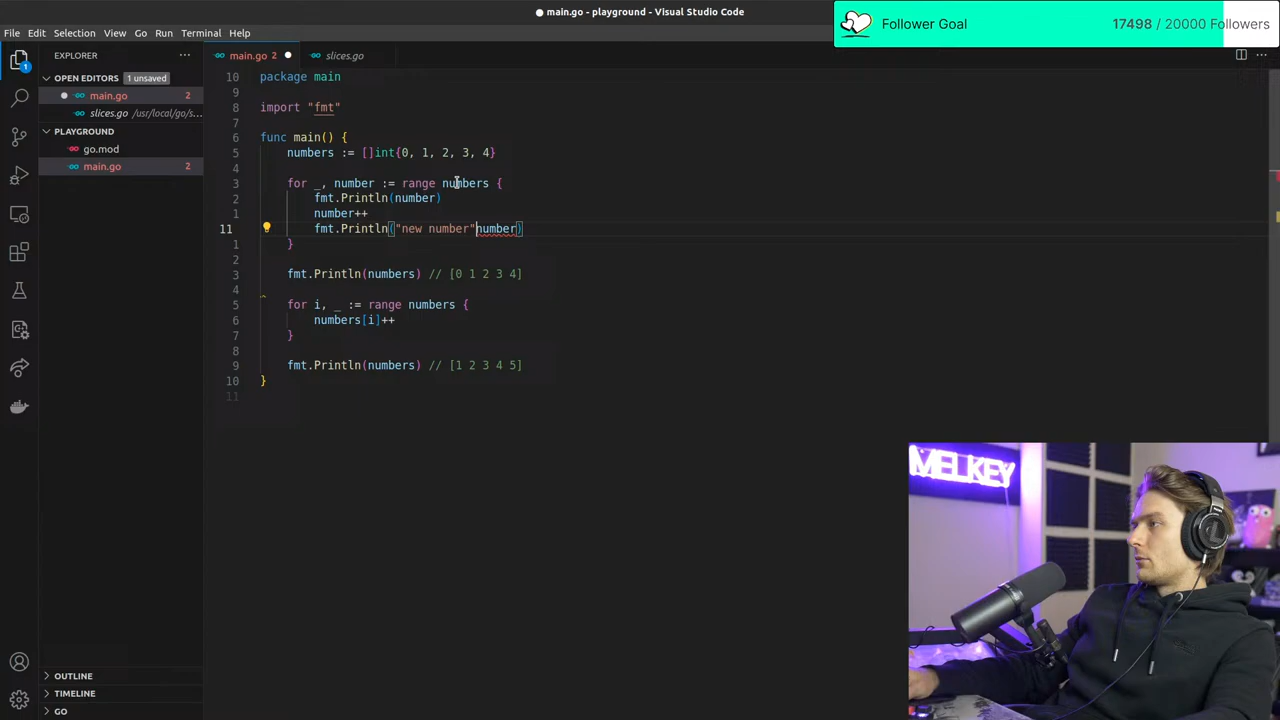 main.go - playground - Visual Studio Code
Follower Goal 17498 / 20000 Followers
File Edit Selection View Go Run Terminal Help
EXPLORER
main.go 2
slices.go
OPEN EDITORS 1 unsaved
main.go 2
slices.go /usr/local/go/s...
PLAYGROUND
go.mod
main.go 2
1
10 package main
9
8 import "fmt"
7
6 func main() {
5 numbers := []int{0, 1, 2, 3, 4}
4
3 for _, number := range numbers {
2 fmt.Println(number)
1 number++
11 fmt.Println("new number"number)
1 }
2
3 fmt.Println(numbers) // [0 1 2 3 4]
4
5 for i, _ := range numbers {
6 numbers[i]++
7 }
8
9 fmt.Println(numbers) // [1 2 3 4 5]
10 }
11
MELKEY
OUTLINE
TIMELINE
GO